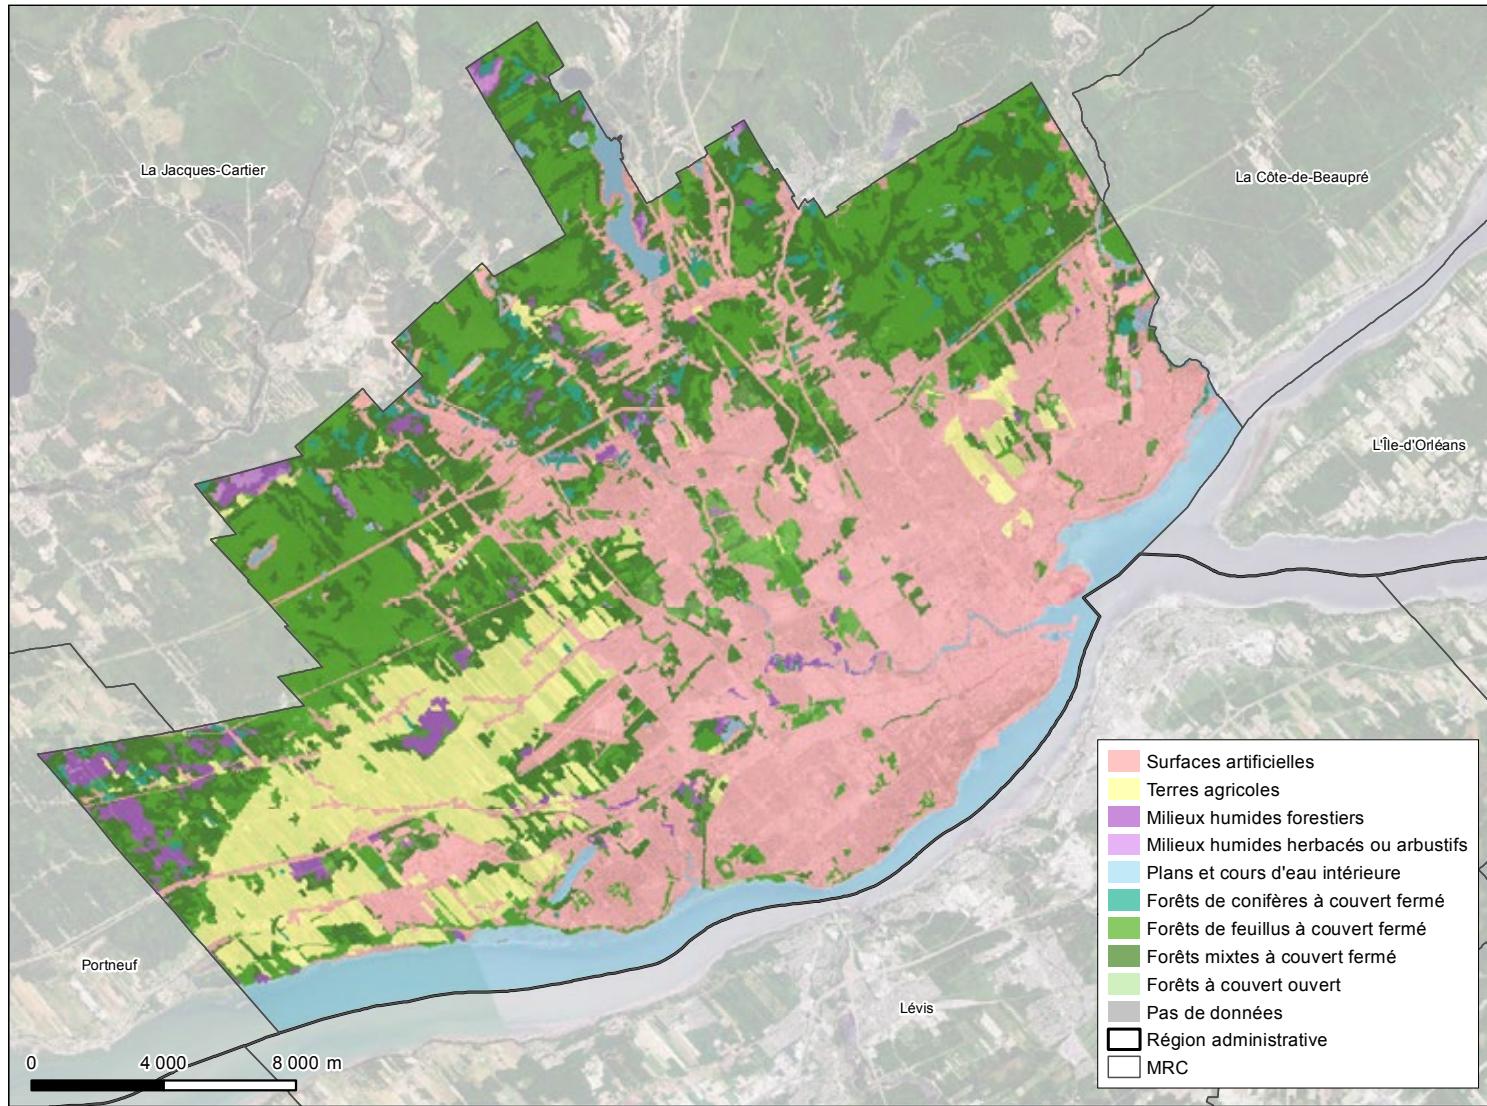 La Jacques-Cartier
La Côte-de-Beaupré
L'Île-d'Orléans
Portneuf
Lévis
Surfaces artificielles
Terres agricoles
Milieux humides forestiers
Milieux humides herbacés ou arbustifs
Plans et cours d'eau intérieure
Forêts de conifères à couvert fermé
Forêts de feuillus à couvert fermé
Forêts mixtes à couvert fermé
Forêts à couvert ouvert
Pas de données
Région administrative
MRC
0 4 000 8 000 m